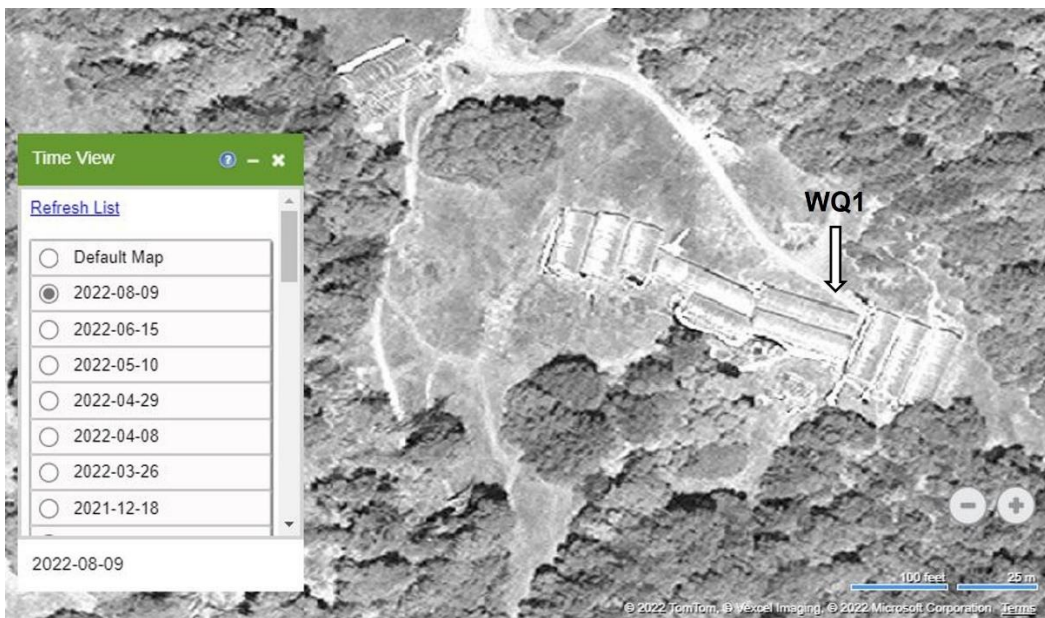 WQ1
Time View
Refresh List
Default Map
2022-08-09
2022-06-15
2022-05-10
2022-04-29
2022-04-08
2022-03-26
2021-12-18
2022-08-09
100 feet 25 m
© 2022 TomTom, © Vexcel Imaging, © 2022 Microsoft Corporation Terms